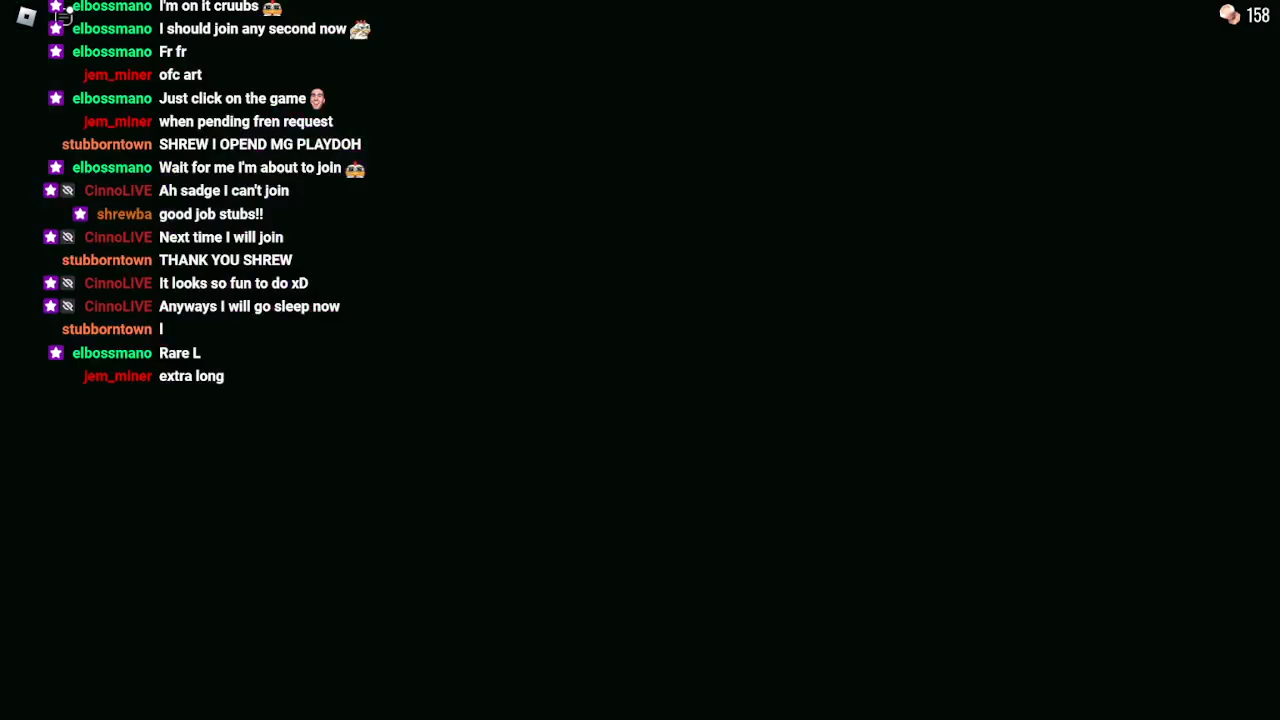 elbossmano I'm on it cruubs
158
elbossmano I should join any second now
elbossmano Fr fr
jem_miner ofc art
elbossmano Just click on the game
jem_miner when pending fren request
stubborntown SHREW I OPEND MG PLAYDOH
elbossmano Wait for me I'm about to join
CinnoLIVE Ah sadge I can't join
shrewba good job stubs!!
CinnoLIVE Next time I will join
stubborntown THANK YOU SHREW
CinnoLIVE It looks so fun to do xD
CinnoLIVE Anyways I will go sleep now
stubborntown l
elbossmano Rare L
jem_miner extra long